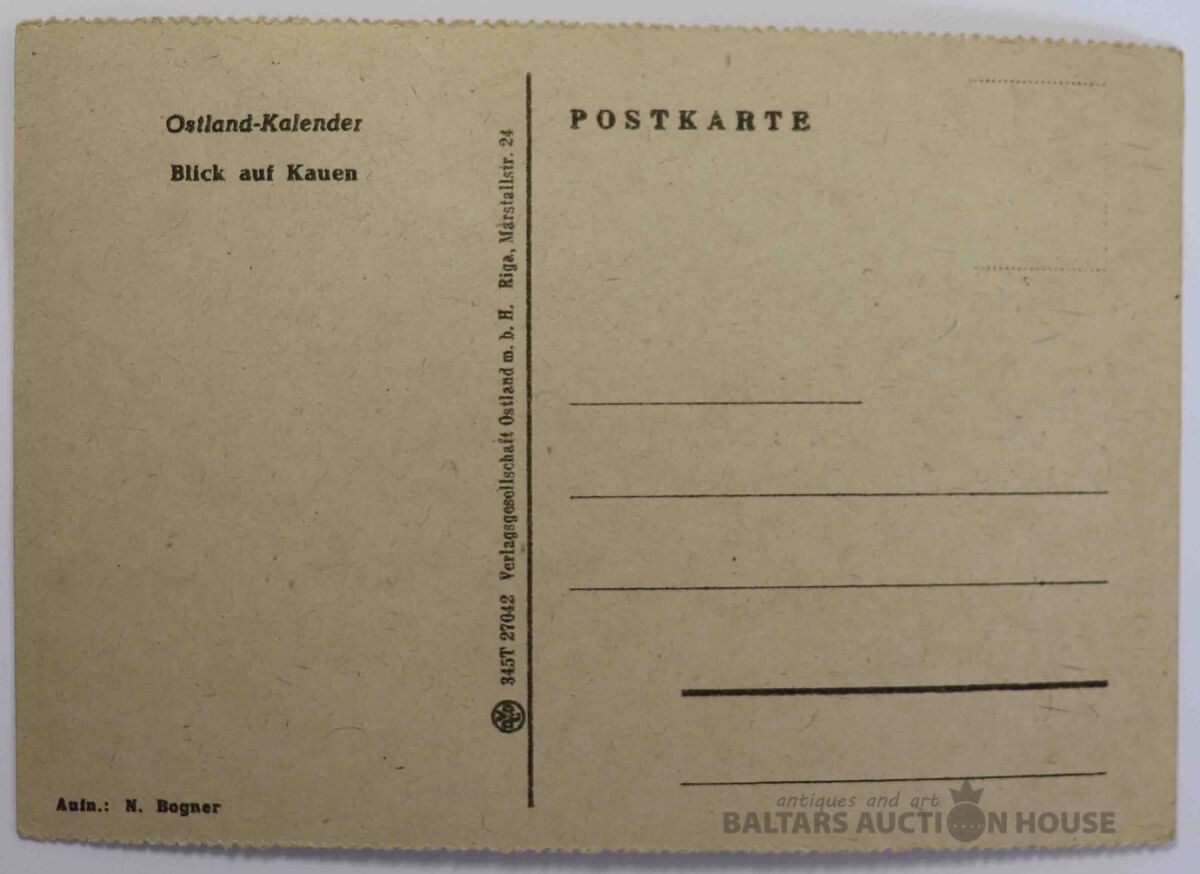 Ostland-Kalender
Blick auf Kauen
Aufn.: N. Bogner
345T 27042 Verlagsgesellschaft Ostland m. b. H. Riga, Marstallstr. 24
POSTKARTE
antiques and art
BALTARS AUCTION HOUSE